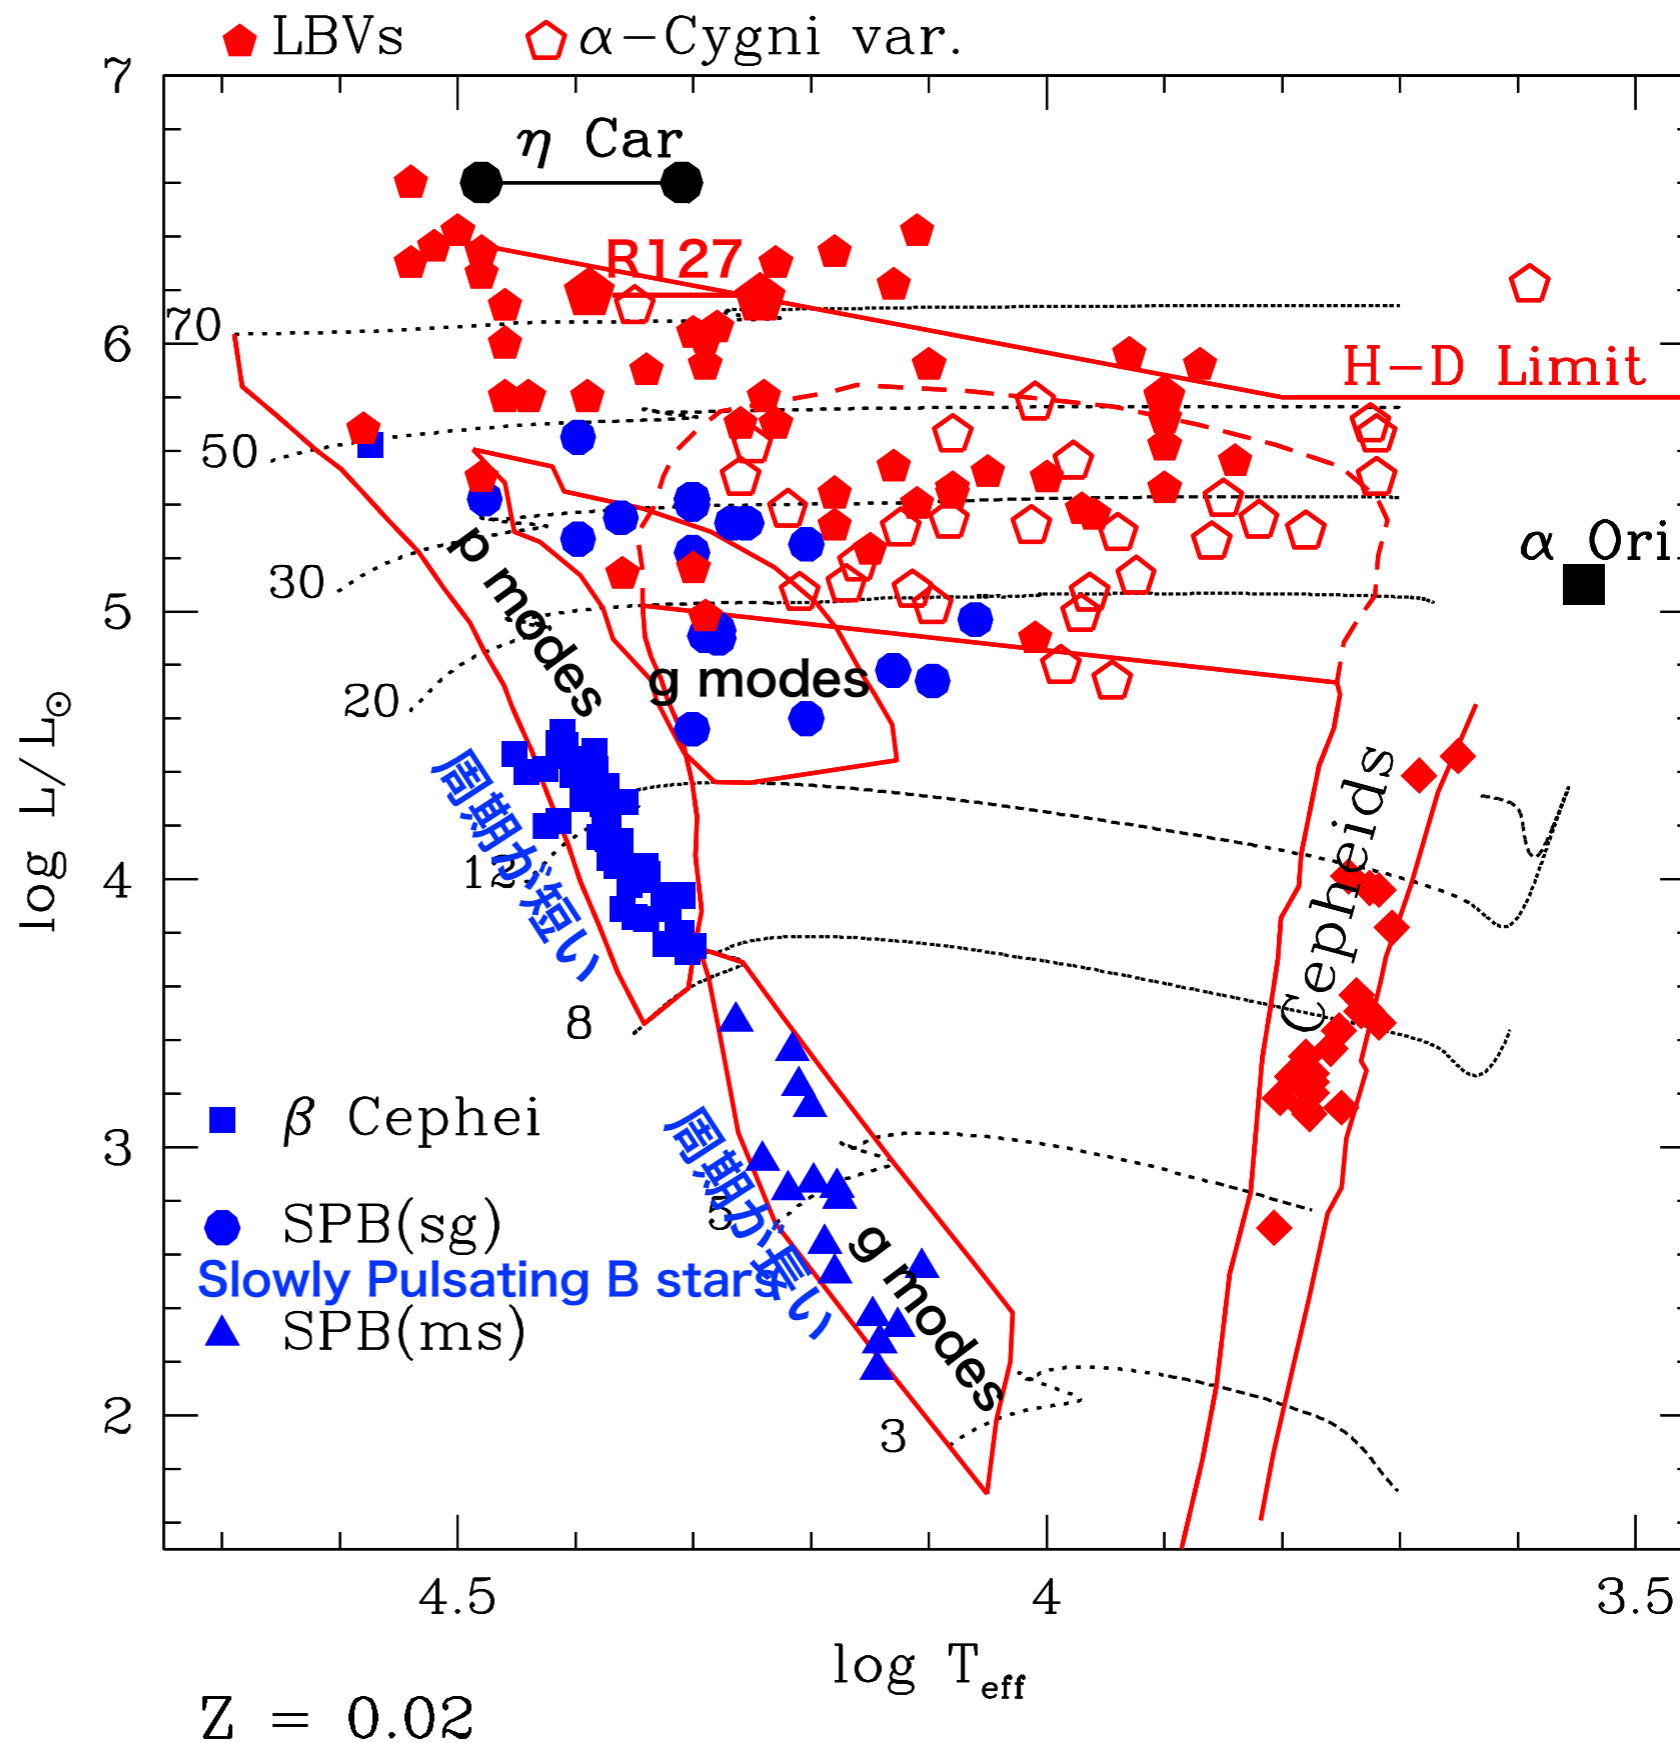 LBVs
α-Cygni var.
7
η Car
R127
70
6
H-D Limit
50
α Ori
p modes
30
5
20
g modes
log L/L☉
周期が短い
Cepheids
12
4
8
β Cephei
3
周期が長い
5
SPB(sg)
g modes
Slowly Pulsating B stars
SPB(ms)
2
3
4.5
4
3.5
log Teff
Z = 0.02